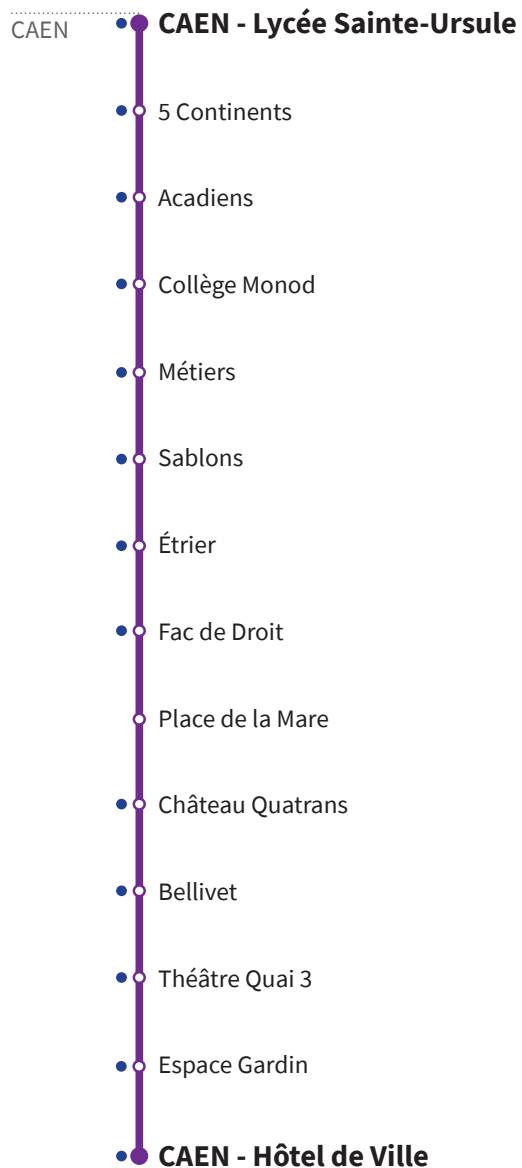 CAEN
CAEN - Lycée Sainte-Ursule
5 Continents
Acadiens
Collège Monod
Métiers
Sablons
Étrier
Fac de Droit
Place de la Mare
Château Quatrans
Bellivet
Théâtre Quai 3
Espace Gardin
CAEN - Hôtel de Ville